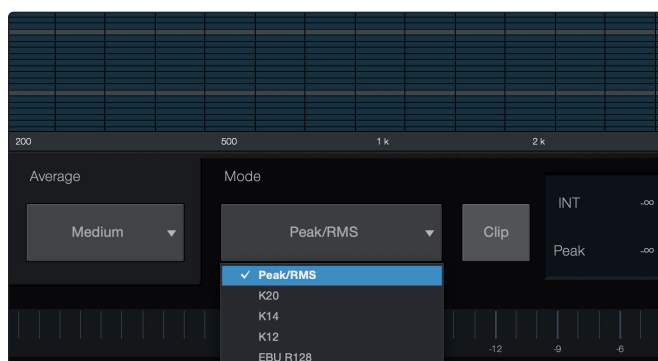 200 500 1 k 2 k
Average Mode
INT -∞
Medium Peak/RMS Clip
Peak -∞
✓ Peak/RMS
K20
K14
K12
-12 -9 -6
EBU R128